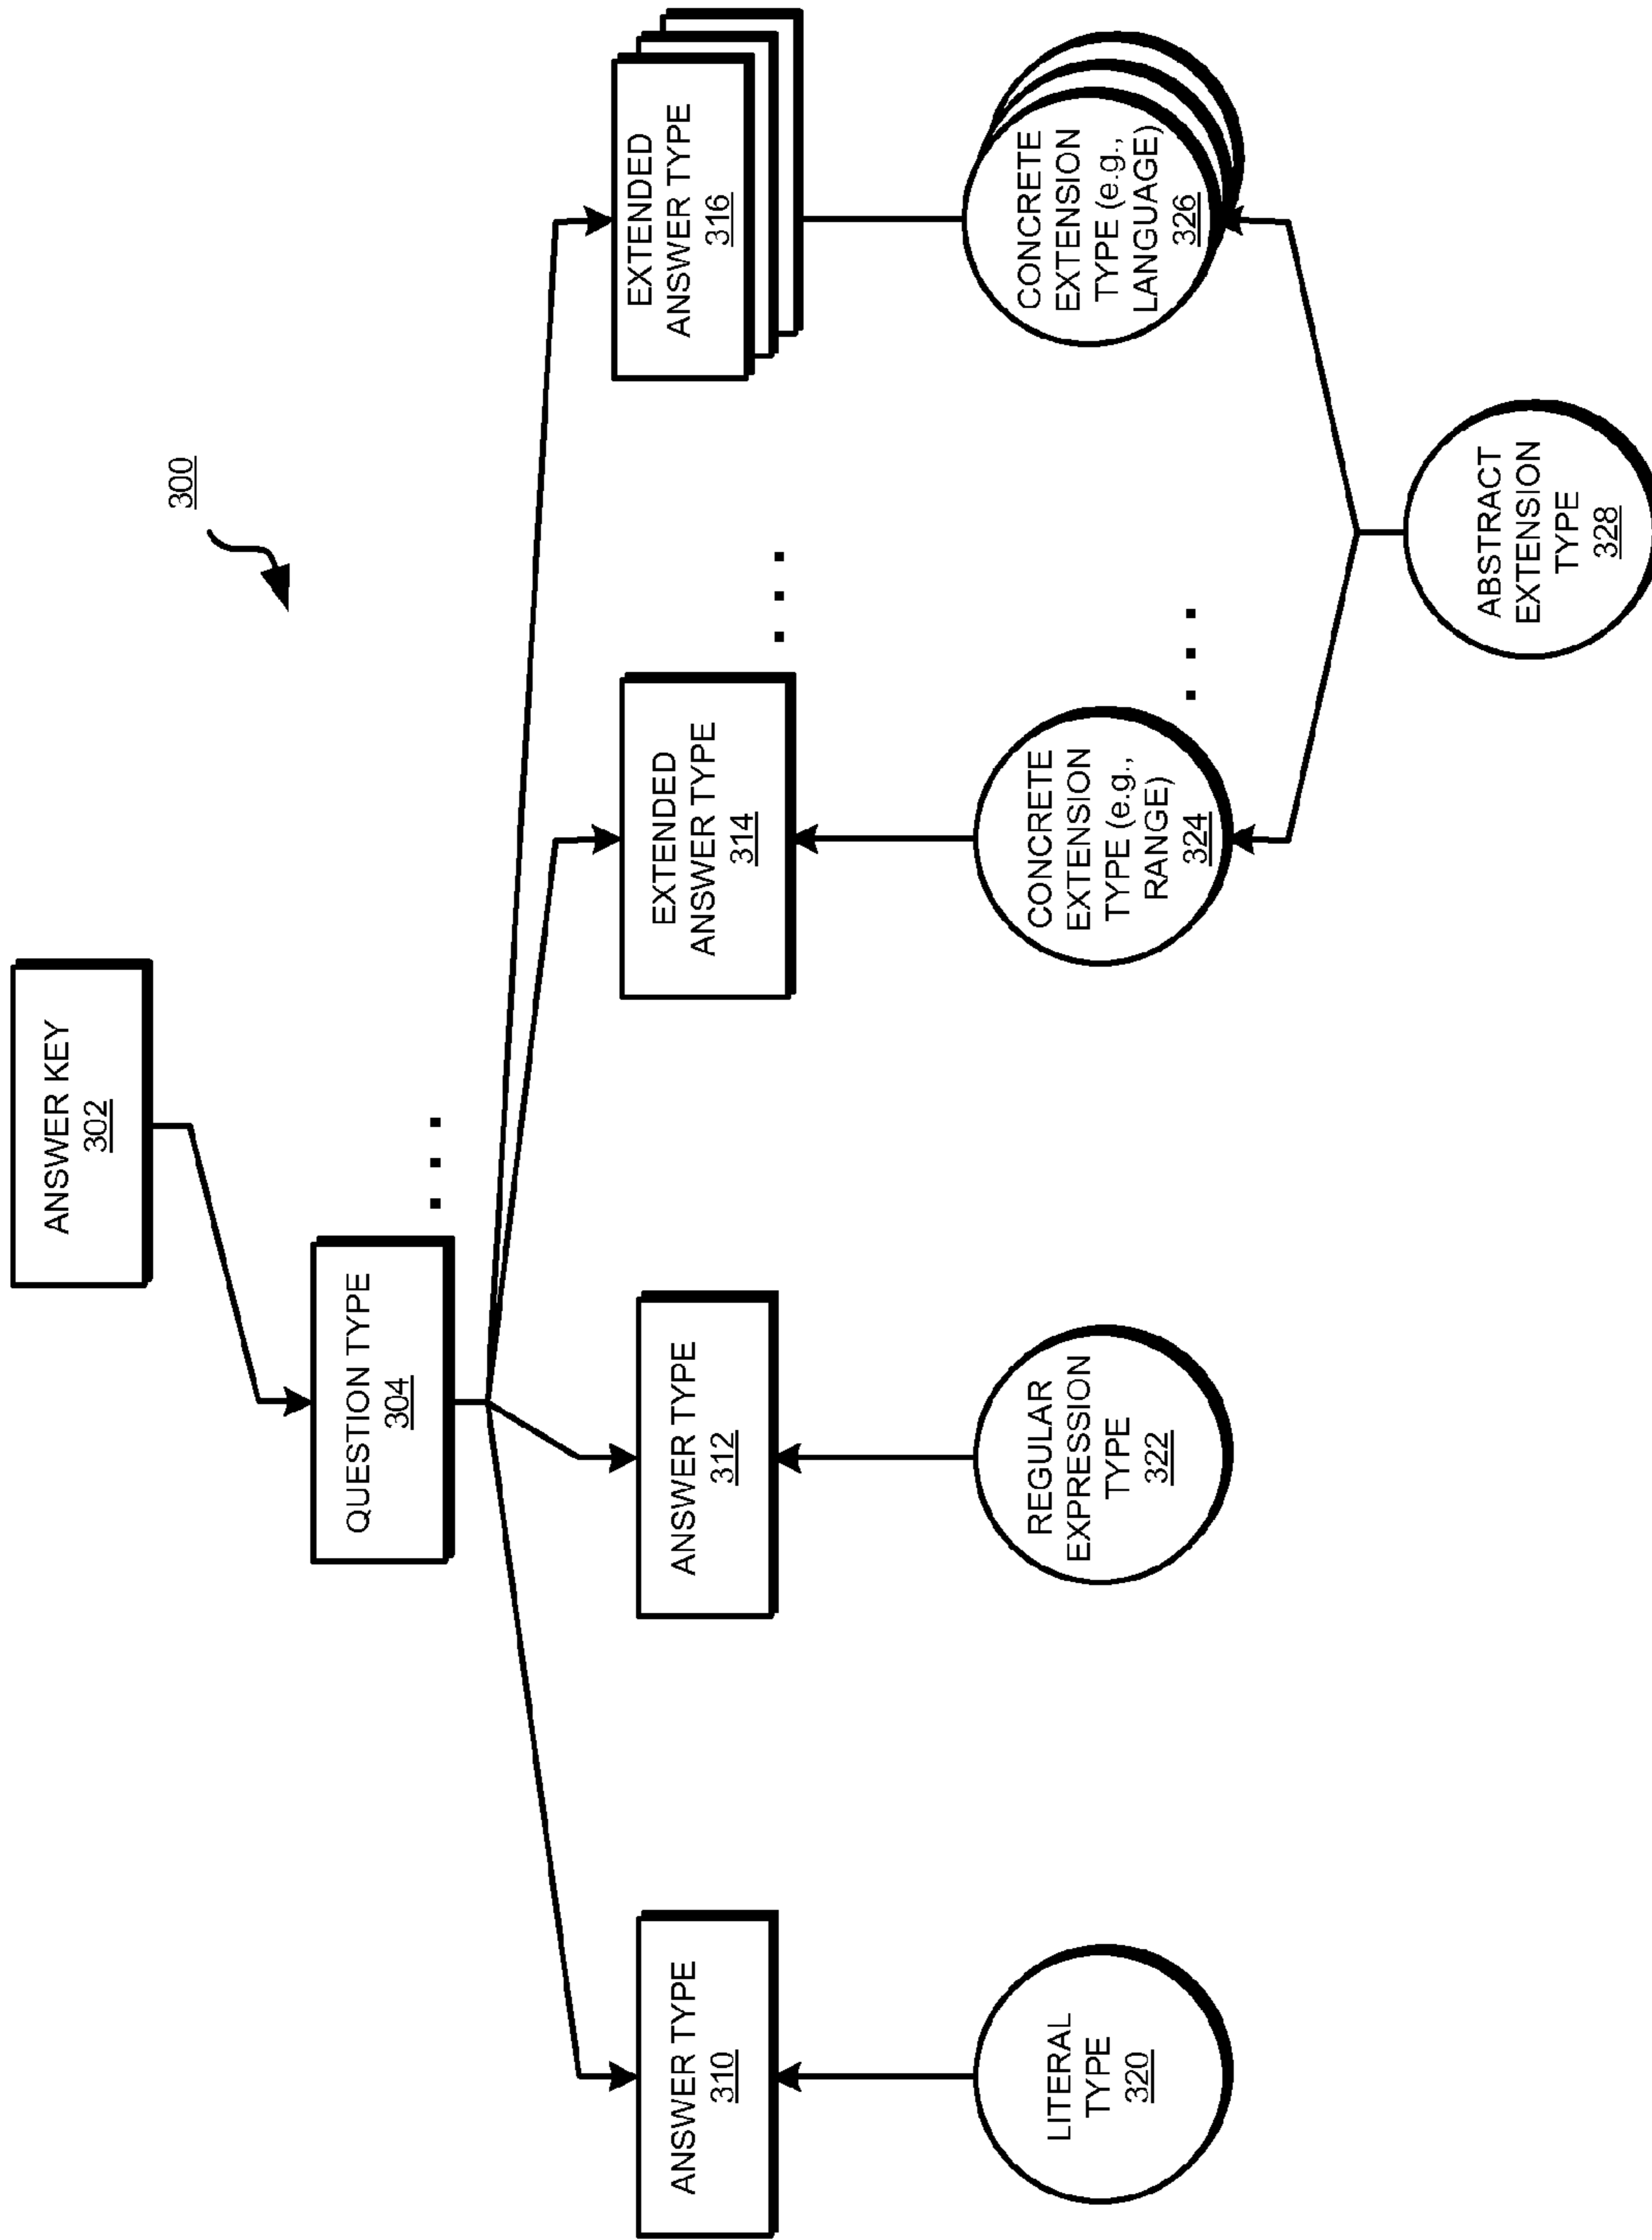 300
ANSWER KEY
302
QUESTION TYPE
304
. . .
ANSWER TYPE
310
ANSWER TYPE
312
EXTENDED
ANSWER TYPE
314
. . .
EXTENDED
ANSWER TYPE
316
LITERAL
TYPE
320
REGULAR
EXPRESSION
TYPE
322
CONCRETE
EXTENSION
TYPE (e.g.,
RANGE)
324
. . .
CONCRETE
EXTENSION
TYPE (e.g.,
LANGUAGE)
326
ABSTRACT
EXTENSION
TYPE
328